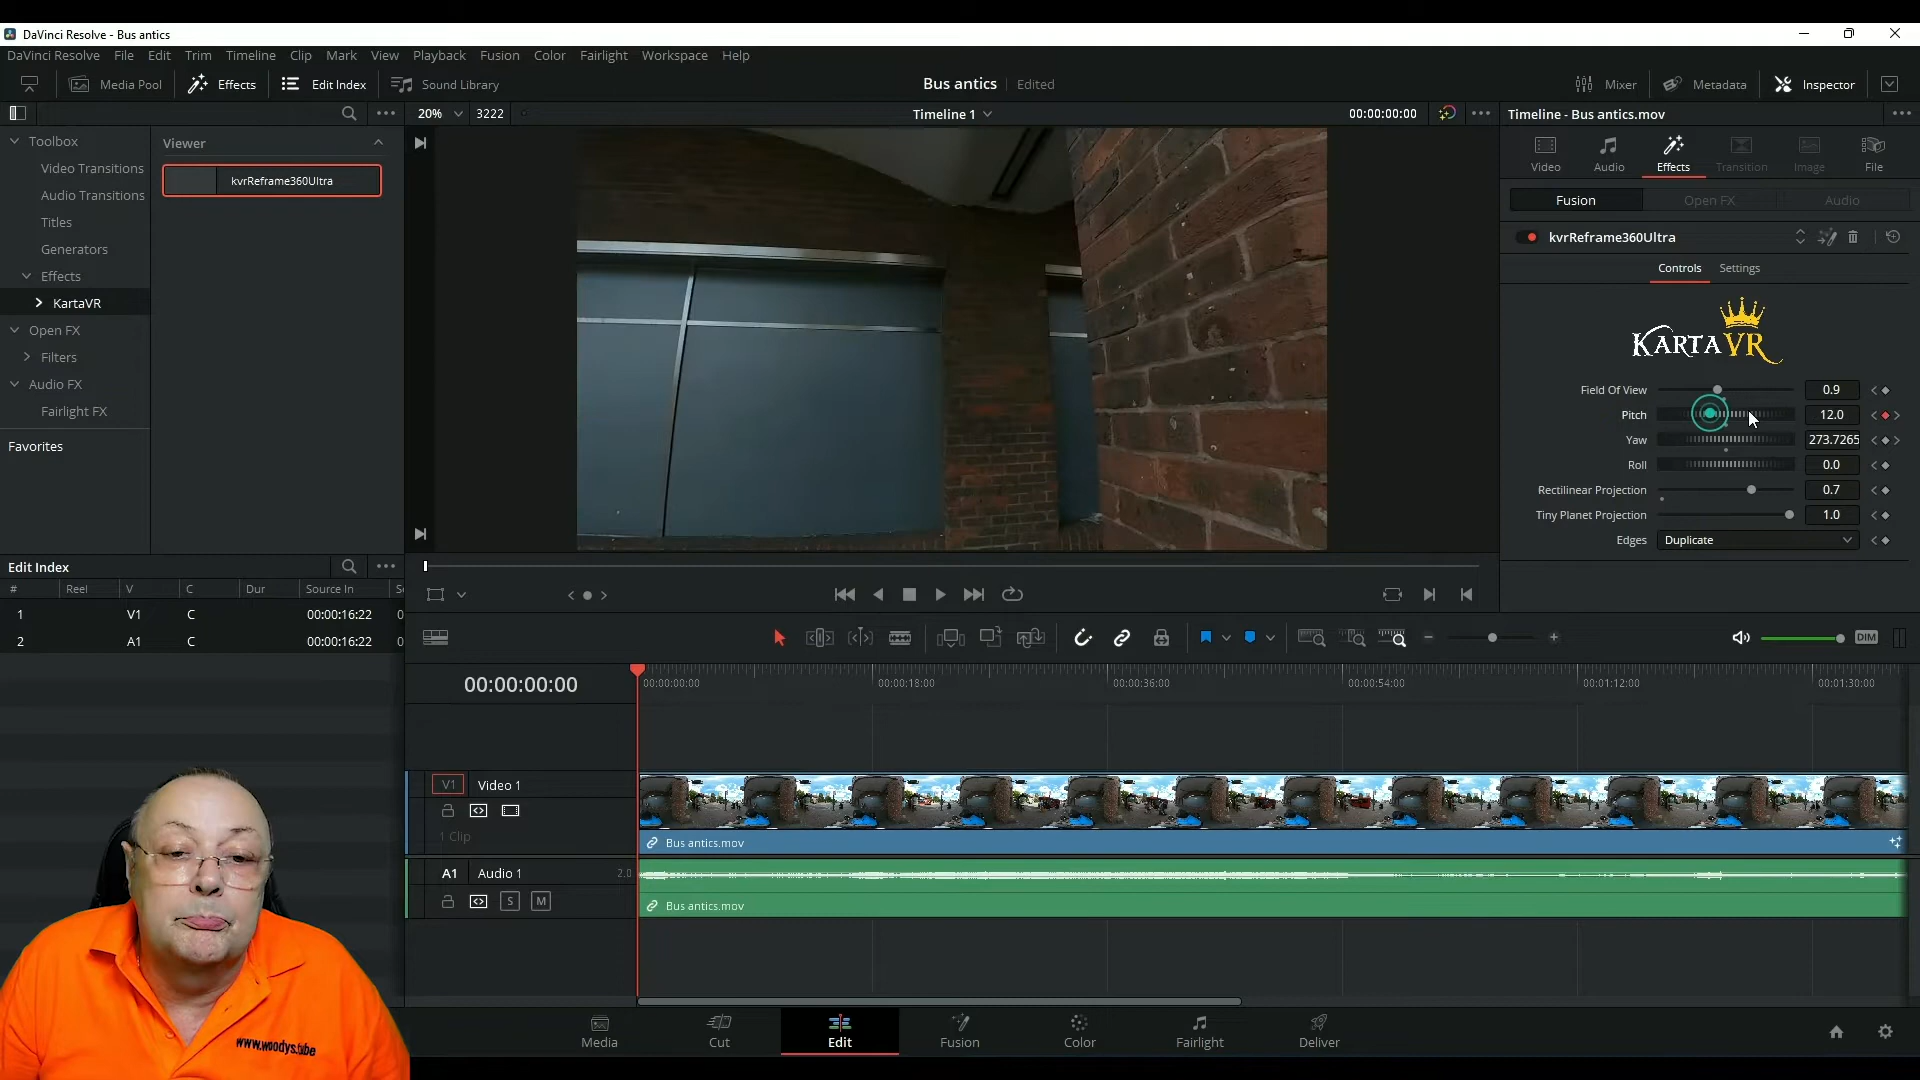 DaVinci Resolve - Bus antics
DaVinci Resolve File Edit Trim Timeline Clip Mark View Playback Fusion Color Fairlight Workspace Help
Media Pool Effects Edit Index Sound Library Bus antics Edited Mixer Metadata Inspector
20% 3222 Timeline 1 00:00:00:00 Timeline - Bus antics.mov
Toolbox
Video Transitions
Audio Transitions
Titles
Generators
Effects
KartaVR
Open FX
Filters
Audio FX
Fairlight FX
Favorites
Viewer
kvrReframe360Ultra
Video Audio Effects Transition Image File
Fusion Open FX Audio
kvrReframe360Ultra
Controls Settings
KARTAVR
Field Of View 0.9
Pitch 12.0
Yaw 273.7265
Roll 0.0
Rectilinear Projection 0.7
Tiny Planet Projection 1.0
Edges Duplicate
Edit Index
# Reel V C Dur Source In
1 V1 C 00:00:16:22 0
2 A1 C 00:00:16:22 0
DIM
00:00:00:00
00:00:00:00 00:00:18:00 00:00:36:00 00:00:54:00 00:01:12:00 00:01:30:00
V1 Video 1
1 Clip
Bus antics.mov
A1 Audio 1 2.0
S M
Bus antics.mov
www.woodys.tube
Media Cut Edit Fusion Color Fairlight Deliver